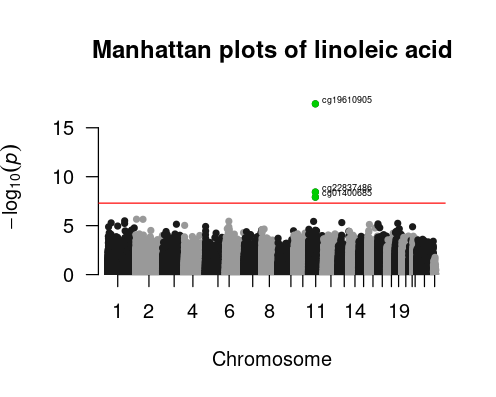 Manhattan plots of linoleic acid
cg19610905
15
−log10(p)
10
cg22837486
cg01400685
5
0
1 2 4 6 8 11 14 19
Chromosome